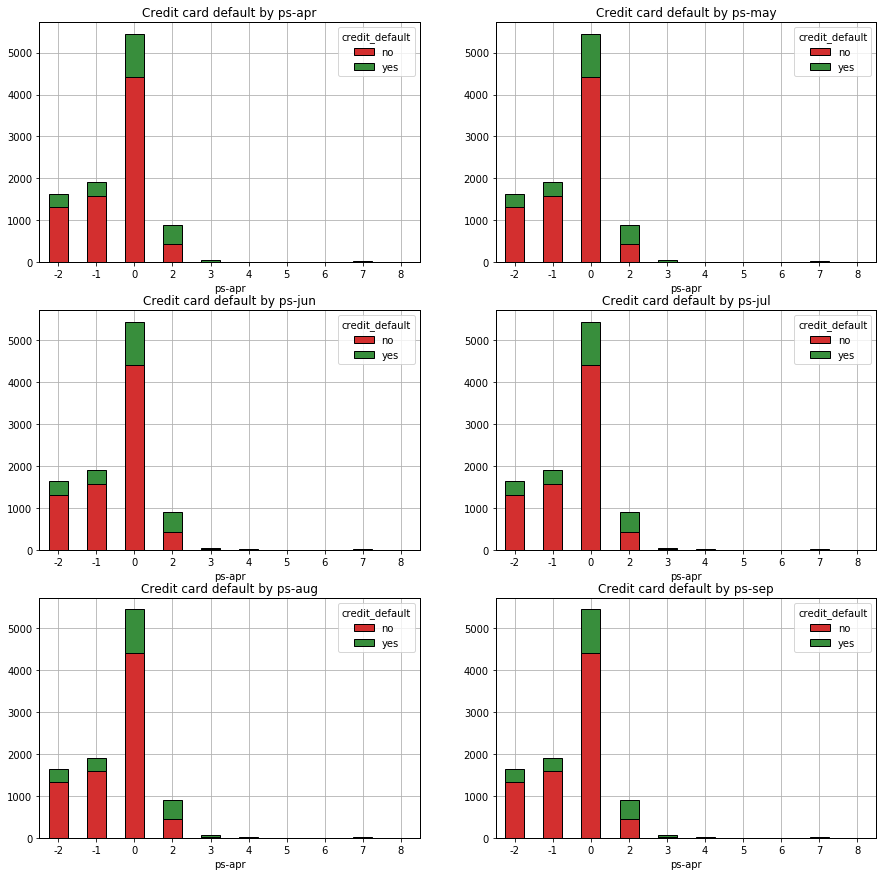 Credit card default by ps-apr
credit_default
no
yes
5000
4000
3000
2000
1000
0
-2 -1 0 2 3 4 5 6 7 8
ps-apr
Credit card default by ps-may
credit_default
no
yes
5000
4000
3000
2000
1000
0
-2 -1 0 2 3 4 5 6 7 8
ps-apr
Credit card default by ps-jun
credit_default
no
yes
5000
4000
3000
2000
1000
0
-2 -1 0 2 3 4 5 6 7 8
ps-apr
Credit card default by ps-jul
credit_default
no
yes
5000
4000
3000
2000
1000
0
-2 -1 0 2 3 4 5 6 7 8
ps-apr
Credit card default by ps-aug
credit_default
no
yes
5000
4000
3000
2000
1000
0
-2 -1 0 2 3 4 5 6 7 8
ps-apr
Credit card default by ps-sep
credit_default
no
yes
5000
4000
3000
2000
1000
0
-2 -1 0 2 3 4 5 6 7 8
ps-apr